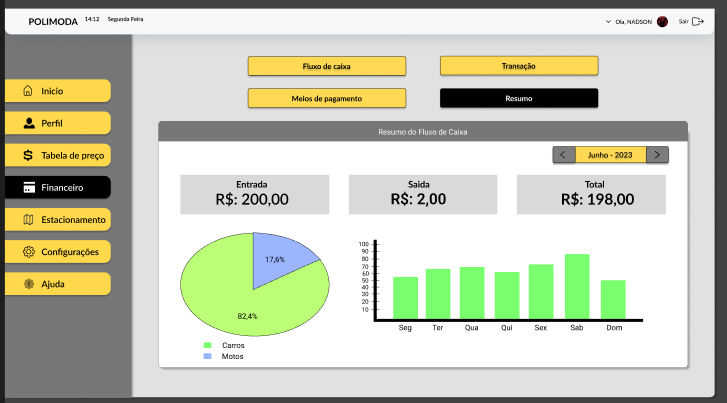 POLIMODA 14:12 Segunda Feira Ola, NADSON Sair
Inicio
Perfil
Tabela de preço
Financeiro
Estacionamento
Configurações
Ajuda
Fluxo de caixa Transação
Meios de pagamento Resumo
Resumo do Fluxo de Caixa
Junho - 2023
Entrada Saida Total
R$: 200,00 R$: 2,00 R$: 198,00
17,6%
82,4%
Carros
Motos
100
90
80
70
60
50
40
30
20
10
Seg Ter Qua Qui Sex Sab Dom